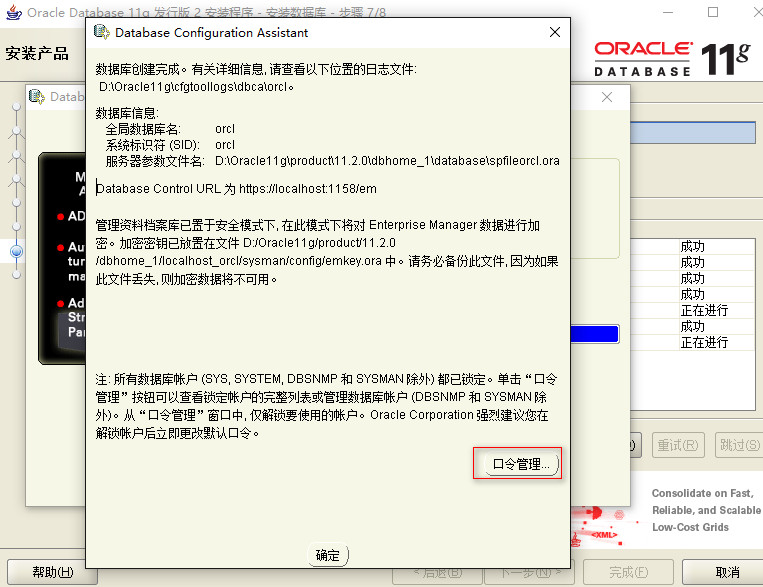 Oracle Database 11g 发行版 2 安装程序 - 安装数据库 - 步骤 7/8
安装产品
ORACLE
DATABASE 11g
Datab
M
A
AD
Au
tur
ma
Ad
Str
Pa
Database Configuration Assistant
数据库创建完成。有关详细信息, 请查看以下位置的日志文件:
D:\Oracle11g\cfgtoollogs\dbca\orcl。
数据库信息:
全局数据库名: orcl
系统标识符 (SID): orcl
服务器参数文件名: D:\Oracle11g\product\11.2.0\dbhome_1\database\spfileorcl.ora
Database Control URL 为 https://localhost:1158/em
管理资料档案库已置于安全模式下, 在此模式下将对 Enterprise Manager 数据进行加
密。加密密钥已放置在文件 D:/Oracle11g/product/11.2.0
/dbhome_1/localhost_orcl/sysman/config/emkey.ora 中。请务必备份此文件, 因为如果
此文件丢失, 则加密数据将不可用。
注: 所有数据库帐户 (SYS, SYSTEM, DBSNMP 和 SYSMAN 除外) 都已锁定。单击“口令
管理”按钮可以查看锁定帐户的完整列表或管理数据库帐户 (DBSNMP 和 SYSMAN 除
外)。从“口令管理”窗口中, 仅解锁要使用的帐户。Oracle Corporation 强烈建议您在
解锁帐户后立即更改默认口令。
口令管理...
确定
成功
成功
成功
成功
正在进行
成功
正在进行
重试(R)
跳过(S)
Consolidate on Fast,
Reliable, and Scalable
Low-Cost Grids
<XML>
帮助(H)
< 后退(B)
下一步(N) >
完成(F)
取消